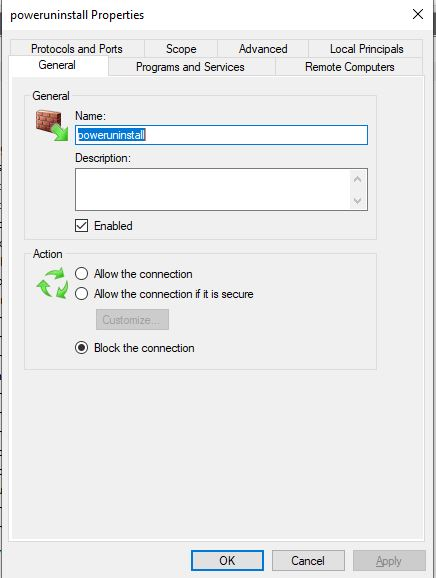 poweruninstall Properties
Protocols and Ports Scope Advanced Local Principals
General Programs and Services Remote Computers
General
Name:
poweruninstall
Description:
Enabled
Action
Allow the connection
Allow the connection if it is secure
Customize...
Block the connection
OK Cancel Apply